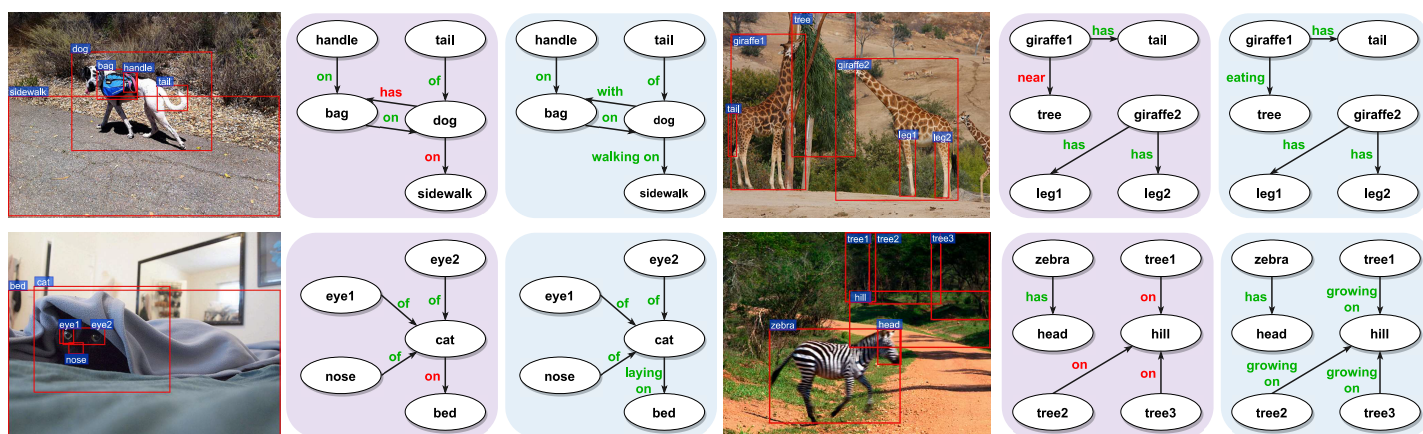 dog
bag
handle
tail
sidewalk
handle
tail
on
of
has
bag
on
dog
on
sidewalk
handle
tail
on
of
with
bag
on
dog
walking on
sidewalk
tree
giraffe1
giraffe2
tail
leg1
leg2
giraffe1
has
tail
near
tree
giraffe2
has
has
leg1
leg2
giraffe1
has
tail
eating
tree
giraffe2
has
has
leg1
leg2
bed
cat
eye1
eye2
nose
eye2
eye1
of
of
cat
of
nose
on
bed
eye2
eye1
of
of
cat
of
nose
laying
on
bed
tree1
tree2
tree3
hill
zebra
head
zebra
tree1
has
on
head
hill
on
on
tree2
tree3
zebra
tree1
has
growing
on
head
hill
growing
on
growing
on
tree2
tree3